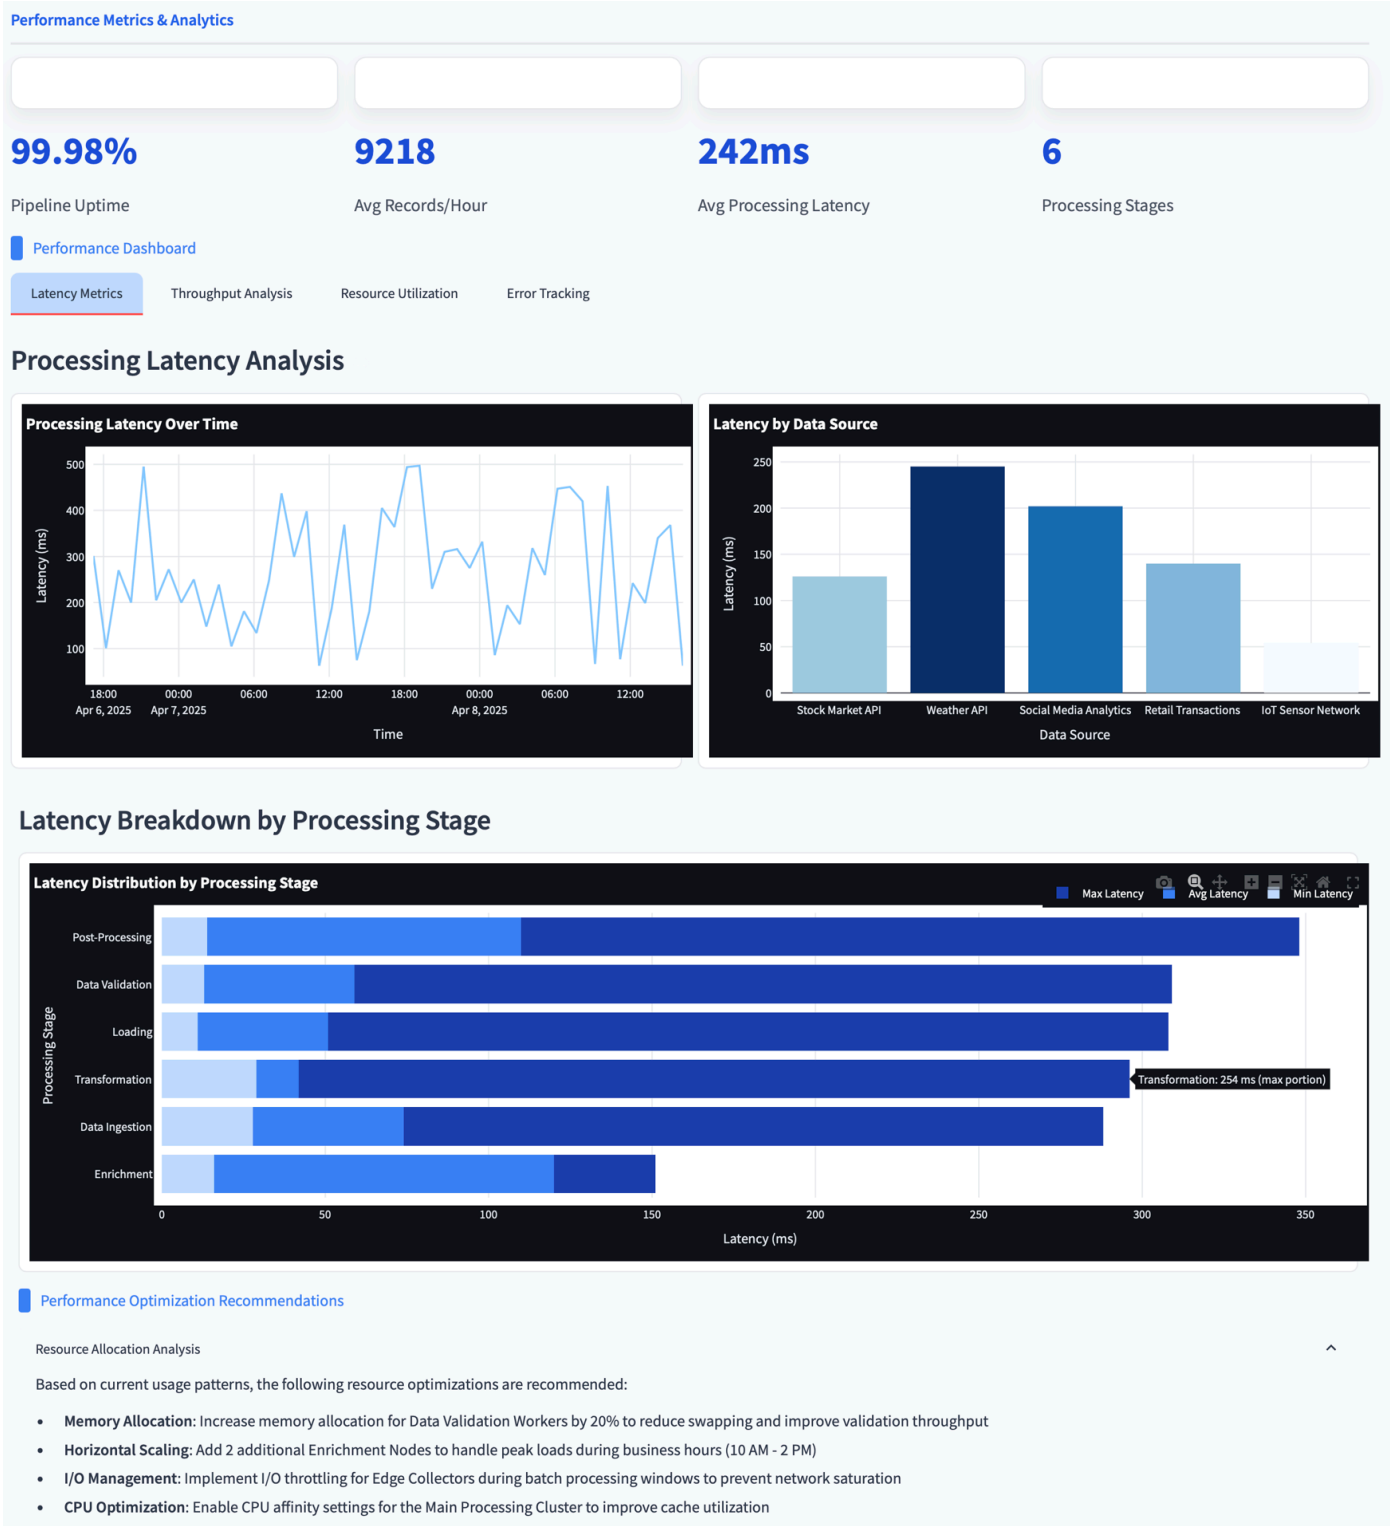 Performance Metrics & Analytics
99.98%
9218
242ms
6
Pipeline Uptime
Avg Records/Hour
Avg Processing Latency
Processing Stages
Performance Dashboard
Latency Metrics
Throughput Analysis
Resource Utilization
Error Tracking
Processing Latency Analysis
Processing Latency Over Time
500
400
300
200
100
Latency (ms)
18:00
00:00
06:00
12:00
18:00
00:00
06:00
12:00
Apr 6, 2025
Apr 7, 2025
Apr 8, 2025
Time
Latency by Data Source
250
200
150
100
50
0
Latency (ms)
Stock Market API
Weather API
Social Media Analytics
Retail Transactions
IoT Sensor Network
Data Source
Latency Breakdown by Processing Stage
Latency Distribution by Processing Stage
Max Latency
Avg Latency
Min Latency
Post-Processing
Data Validation
Loading
Transformation
Data Ingestion
Enrichment
Processing Stage
Transformation: 254 ms (max portion)
0
50
100
150
200
250
300
350
Latency (ms)
Performance Optimization Recommendations
Resource Allocation Analysis
Based on current usage patterns, the following resource optimizations are recommended:
• Memory Allocation: Increase memory allocation for Data Validation Workers by 20% to reduce swapping and improve validation throughput
• Horizontal Scaling: Add 2 additional Enrichment Nodes to handle peak loads during business hours (10 AM - 2 PM)
• I/O Management: Implement I/O throttling for Edge Collectors during batch processing windows to prevent network saturation
• CPU Optimization: Enable CPU affinity settings for the Main Processing Cluster to improve cache utilization